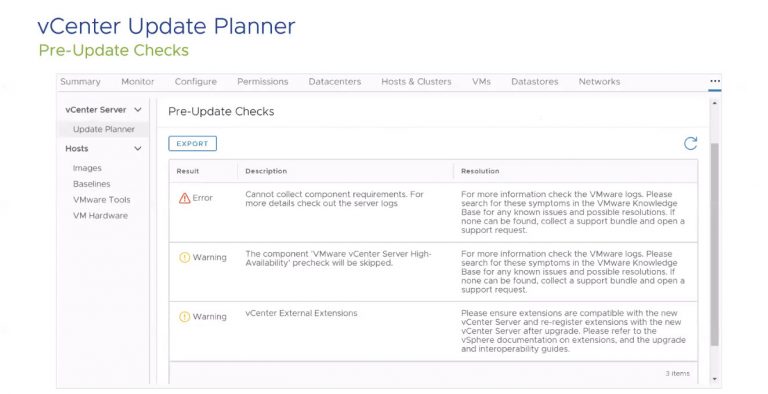 vCenter Update Planner
Pre-Update Checks
Summary Monitor Configure Permissions Datacenters Hosts & Clusters VMs Datastores Networks ...
vCenter Server
Update Planner
Hosts
Images
Baselines
VMware Tools
VM Hardware
Pre-Update Checks
EXPORT
Result Description Resolution
Error
Cannot collect component requirements. For
more details check out the server logs
For more information check the VMware logs. Please
search for these symptoms in the VMware Knowledge
Base for any known issues and possible resolutions. If
none can be found, collect a support bundle and open a
support request.
Warning
The component 'VMware vCenter Server High-
Availability' precheck will be skipped.
For more information check the VMware logs. Please
search for these symptoms in the VMware Knowledge
Base for any known issues and possible resolutions. If
none can be found, collect a support bundle and open a
support request.
Warning
vCenter External Extensions
Please ensure extensions are compatible with the new
vCenter Server and re-register extensions with the new
vCenter Server after upgrade. Please refer to the
vSphere documentation on extensions, and the upgrade
and interoperability guides.
3 items